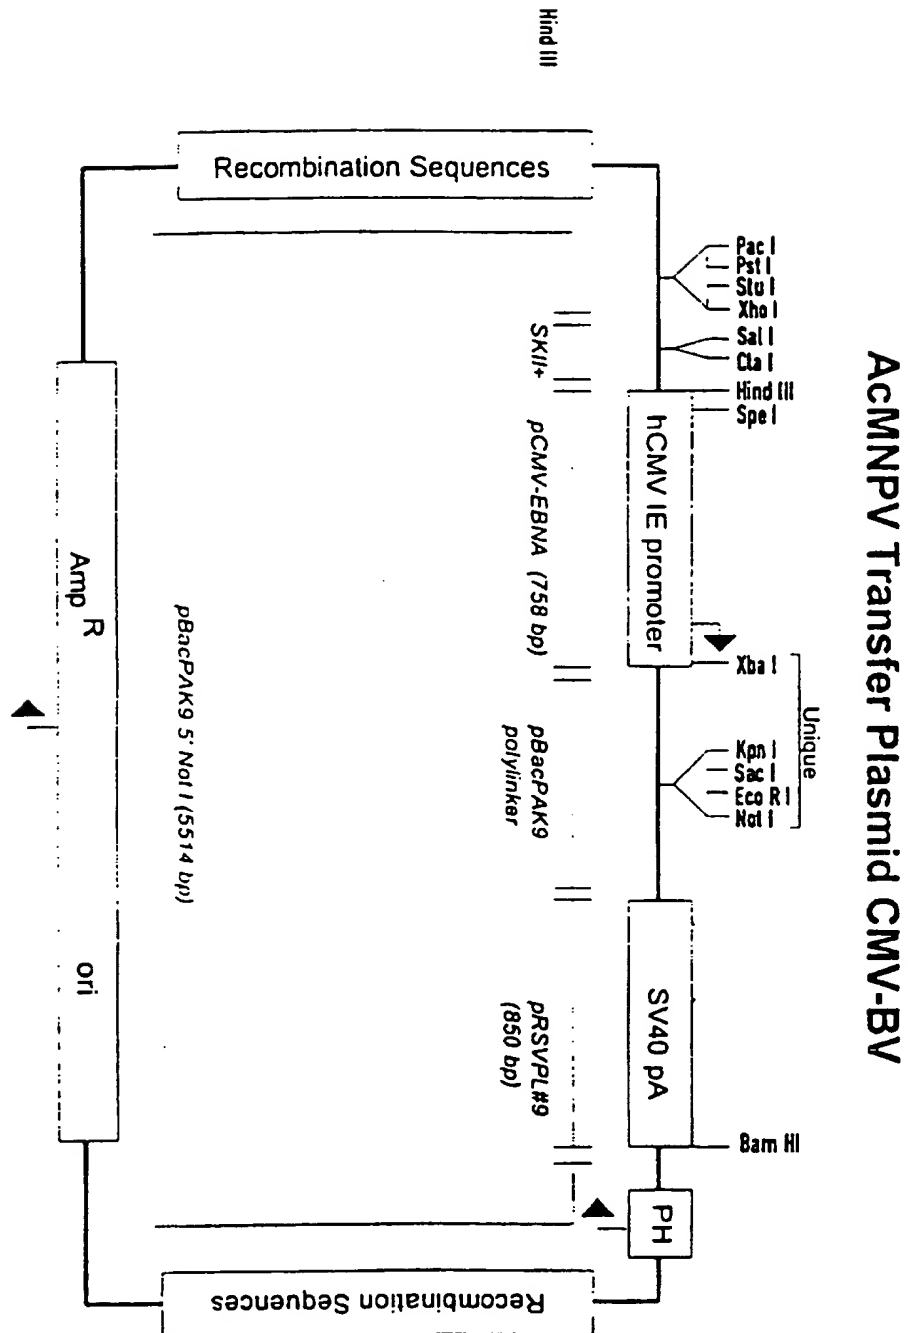 AcMNPV Transfer Plasmid CMV-BV
Unique
Pac I
Pst I
Stu I
Xho I
Sal I
Cla I
Hind III
Spe I
Xba I
Kpn I
Sac I
Eco R I
Not I
Bam HI
hCMV IE promoter
SV40 pA
PH
SKII+
pCMV-EBNA (758 bp)
pBacPAK9
polylinker
pRSVPL#9
(850 bp)
Hind III
Recombination Sequences
Recombination Sequences
pBacPAK9 5' Not I (5514 bp)
Amp R
ori